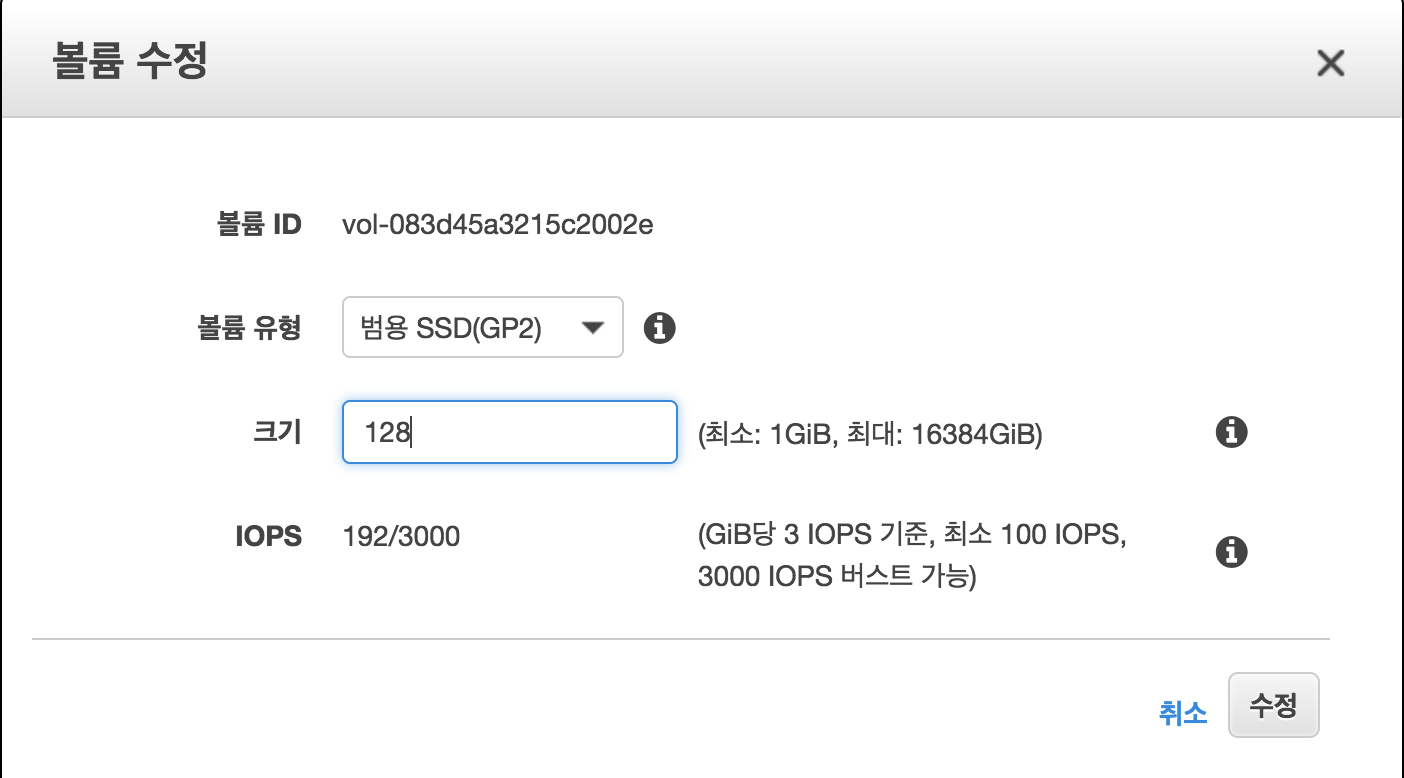 볼륨 수정
볼륨 ID vol-083d45a3215c2002e
볼륨 유형 범용 SSD(GP2)
크기 128 (최소: 1GiB, 최대: 16384GiB)
IOPS 192/3000 (GiB당 3 IOPS 기준, 최소 100 IOPS,
3000 IOPS 버스트 가능)
취소 수정